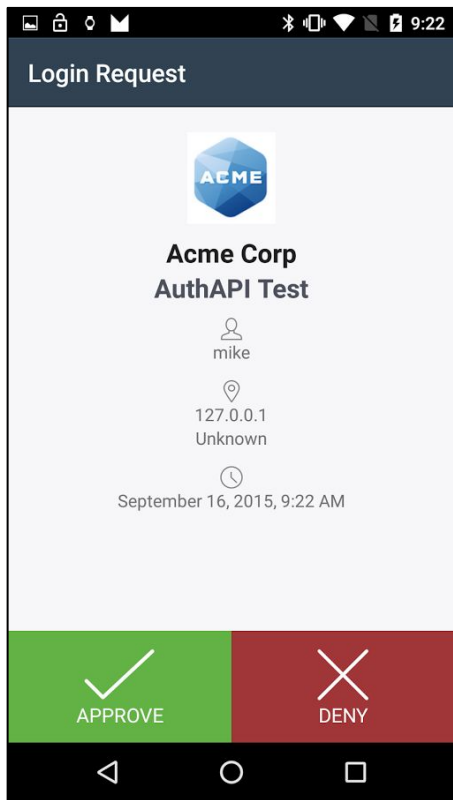 9:22
Login Request
ACME
Acme Corp
AuthAPI Test
mike
127.0.0.1
Unknown
September 16, 2015, 9:22 AM
APPROVE
DENY